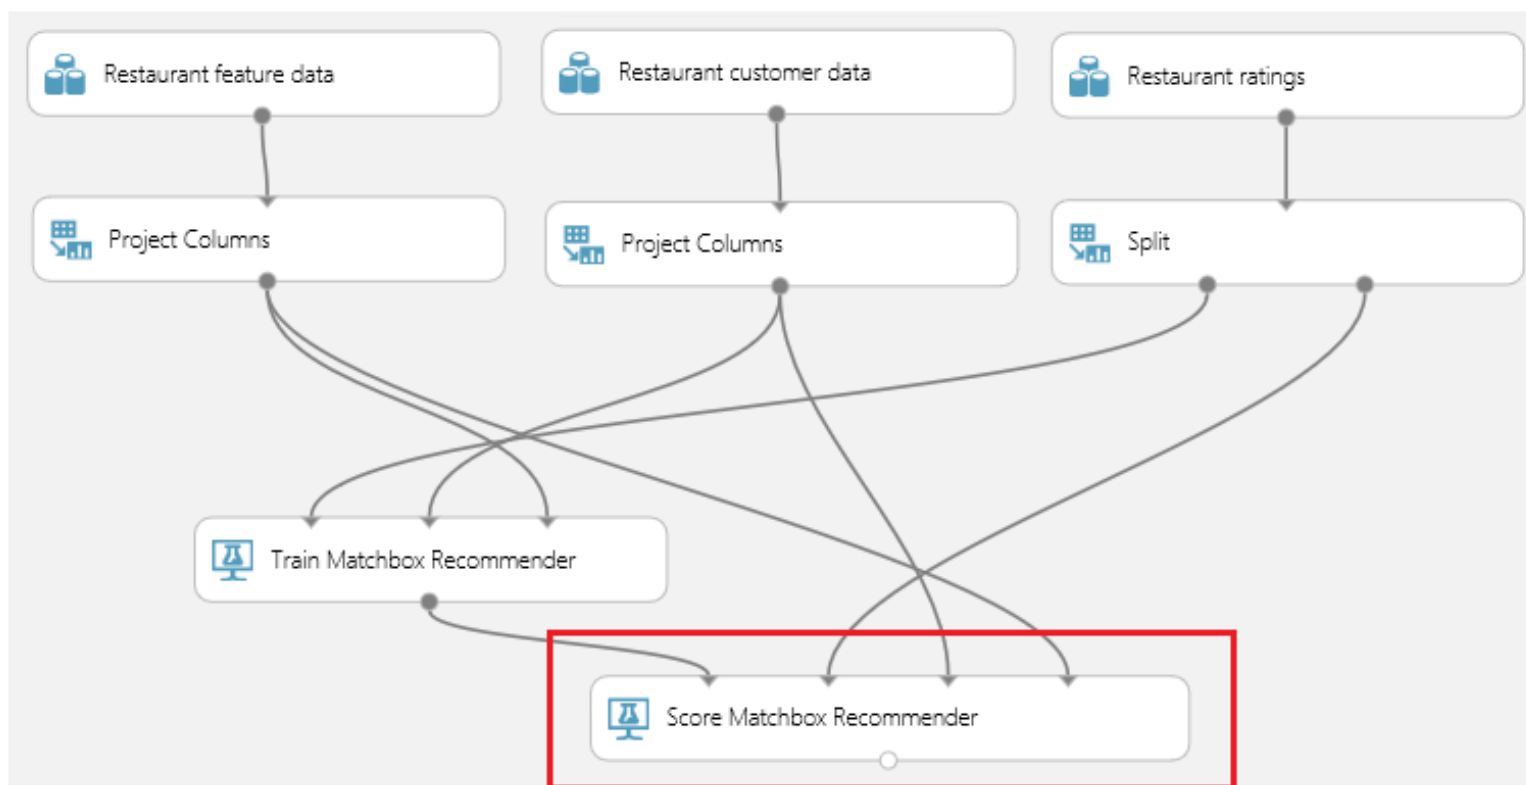 Restaurant feature data
Restaurant customer data
Restaurant ratings
Project Columns
Project Columns
Split
Train Matchbox Recommender
Score Matchbox Recommender